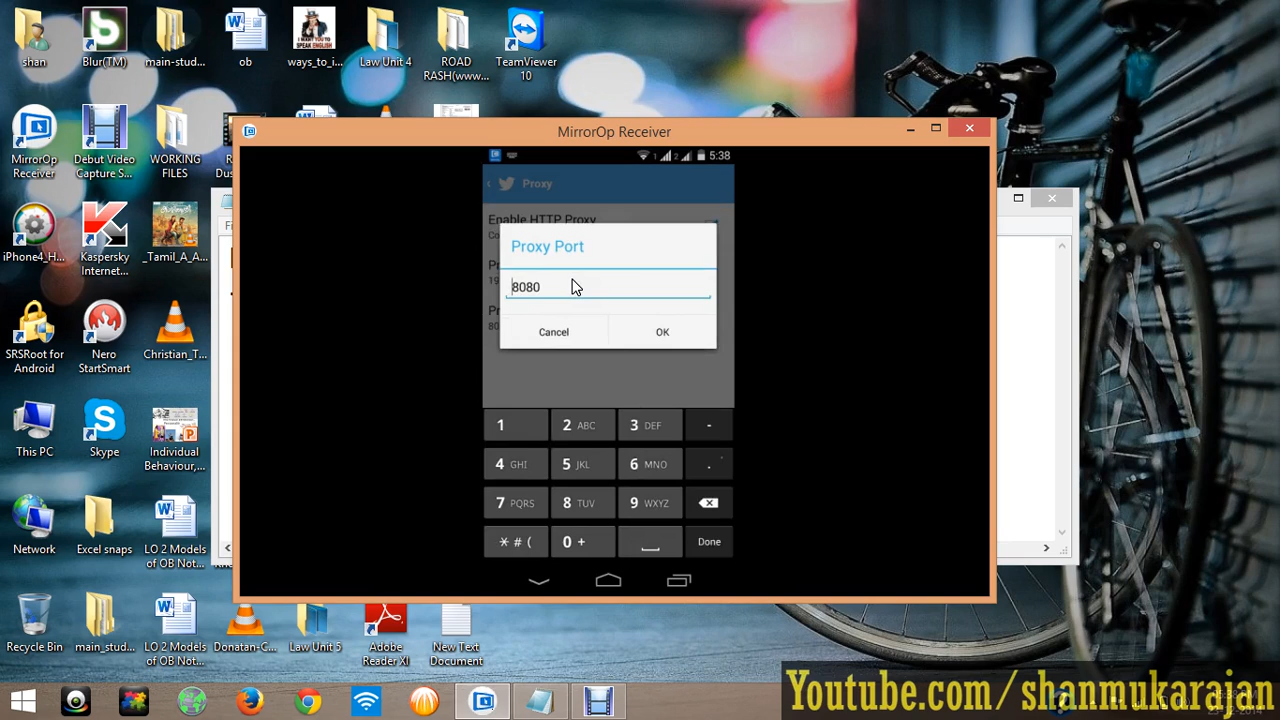 shan
Blur(TM)
main-stud...
ob
ways_to_i...
Law Unit 4
ROAD
RASH(www...
TeamViewer
10
MirrorOp
Receiver
Debut Video
Capture S...
WORKING
FILES
MirrorOp Receiver
1
2
5:38
Proxy
Enable HTTP Proxy
Proxy Port
8080
Cancel
OK
iPhone4_H...
Kaspersky
Internet...
_Tamil_A_A...
SRSRoot for
Android
Nero
StartSmart
Christian_T...
This PC
Skype
Individual
Behaviour,...
1
2 ABC
3 DEF
-
4 GHI
5 JKL
6 MNO
.
7 PQRS
8 TUV
9 WXYZ
* # (
0 +
Done
Network
Excel snaps
LO 2 Models
of OB Not...
Recycle Bin
main_stud...
LO 2 Models
of OB Not...
Donatan-C...
Law Unit 5
Adobe
Reader XI
New Text
Document
Youtube.com/shanmukarajan